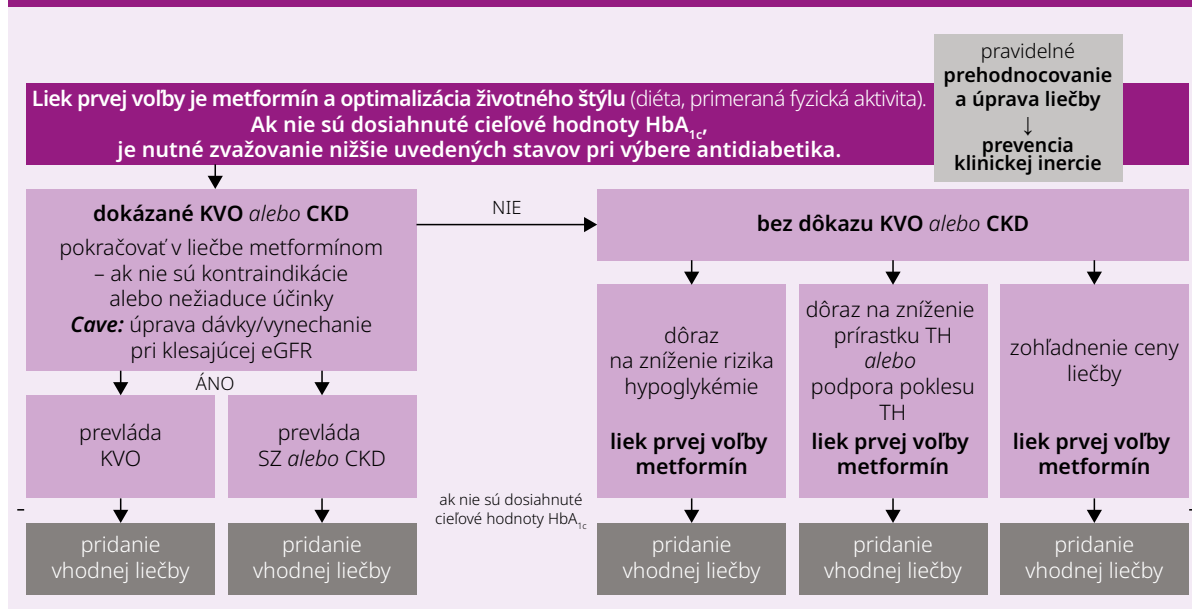 pravidelné
prehodnocovanie
a úprava liečby
↓
prevencia
klinickej inercie
Liek prvej voľby je metformín a optimalizácia životného štýlu (diéta, primeraná fyzická aktivita).
Ak nie sú dosiahnuté cieľové hodnoty HbA1c,
je nutné zvažovanie nižšie uvedených stavov pri výbere antidiabetika.
dokázané KVO alebo CKD
pokračovať v liečbe metformínom
– ak nie sú kontraindikácie
alebo nežiaduce účinky
Cave: úprava dávky/vynechanie
pri klesajúcej eGFR
NIE
bez dôkazu KVO alebo CKD
ÁNO
prevláda
KVO
prevláda
SZ alebo CKD
dôraz
na zníženie rizika
hypoglykémie
liek prvej voľby
metformín
dôraz na zníženie
prírastku TH
alebo
podpora poklesu
TH
liek prvej voľby
metformín
zohľadnenie ceny
liečby
liek prvej voľby
metformín
ak nie sú dosiahnuté
cieľové hodnoty HbA1c
pridanie
vhodnej liečby
pridanie
vhodnej liečby
pridanie
vhodnej liečby
pridanie
vhodnej liečby
pridanie
vhodnej liečby